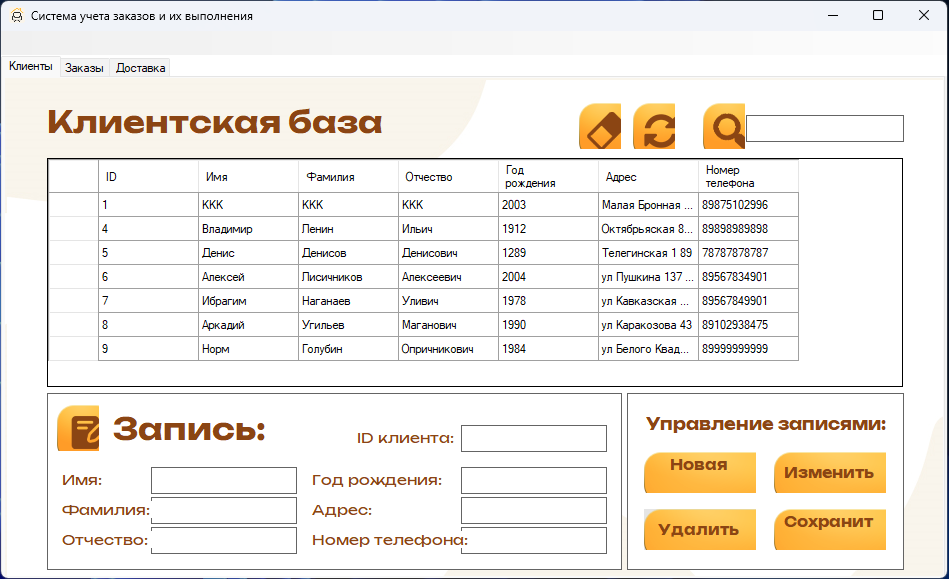 Система учета заказов и их выполнения
Клиенты Заказы Доставка
Клиентская база
ID Имя Фамилия Отчество Год рождения Адрес Номер телефона
1 ККК ККК ККК 2003 Малая Бронная ... 89875102996
4 Владимир Ленин Ильич 1912 Октябрьяская 8... 89898989898
5 Денис Денисов Денисович 1289 Телегинская 1 89 78787878787
6 Алексей Лисичников Алексеевич 2004 ул Пушкина 137 ... 89567834901
7 Ибрагим Наганаев Уливич 1978 ул Кавказская ... 89567849901
8 Аркадий Угильев Маганович 1990 ул Каракозова 43 89102938475
9 Норм Голубин Опричникович 1984 ул Белого Квад... 89999999999
Запись:
ID клиента:
Имя: Год рождения:
Фамилия: Адрес:
Отчество: Номер телефона:
Управление записями:
Новая Изменить
Удалить Сохранит